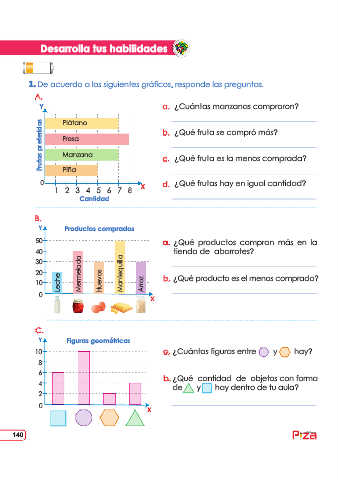 Desarrolla tus habilidades
1. De acuerdo a los siguientes gráficos, responde las preguntas.
A.
Y
Frutas preferidas
Plátano
Fresa
Manzana
Piña
0
1 2 3 4 5 6 7 8
X
Cantidad
a. ¿Cuántas manzanas compraron?
b. ¿Qué fruta se compró más?
c. ¿Qué fruta es la menos comprada?
d. ¿Qué frutas hay en igual cantidad?
B.
Y
Productos comprados
50
40
30
20
10
0
Leche
Mermelada
Huevos
Mantequilla
Arroz
X
a. ¿Qué productos compran más en la
tienda de abarrotes?
b. ¿Qué producto es el menos comprado?
C.
Y
Figuras geométricas
10
8
6
4
2
0
X
a. ¿Cuántas figuras entre y hay?
b. ¿Qué cantidad de objetos con forma
de y hay dentro de tu aula?
140